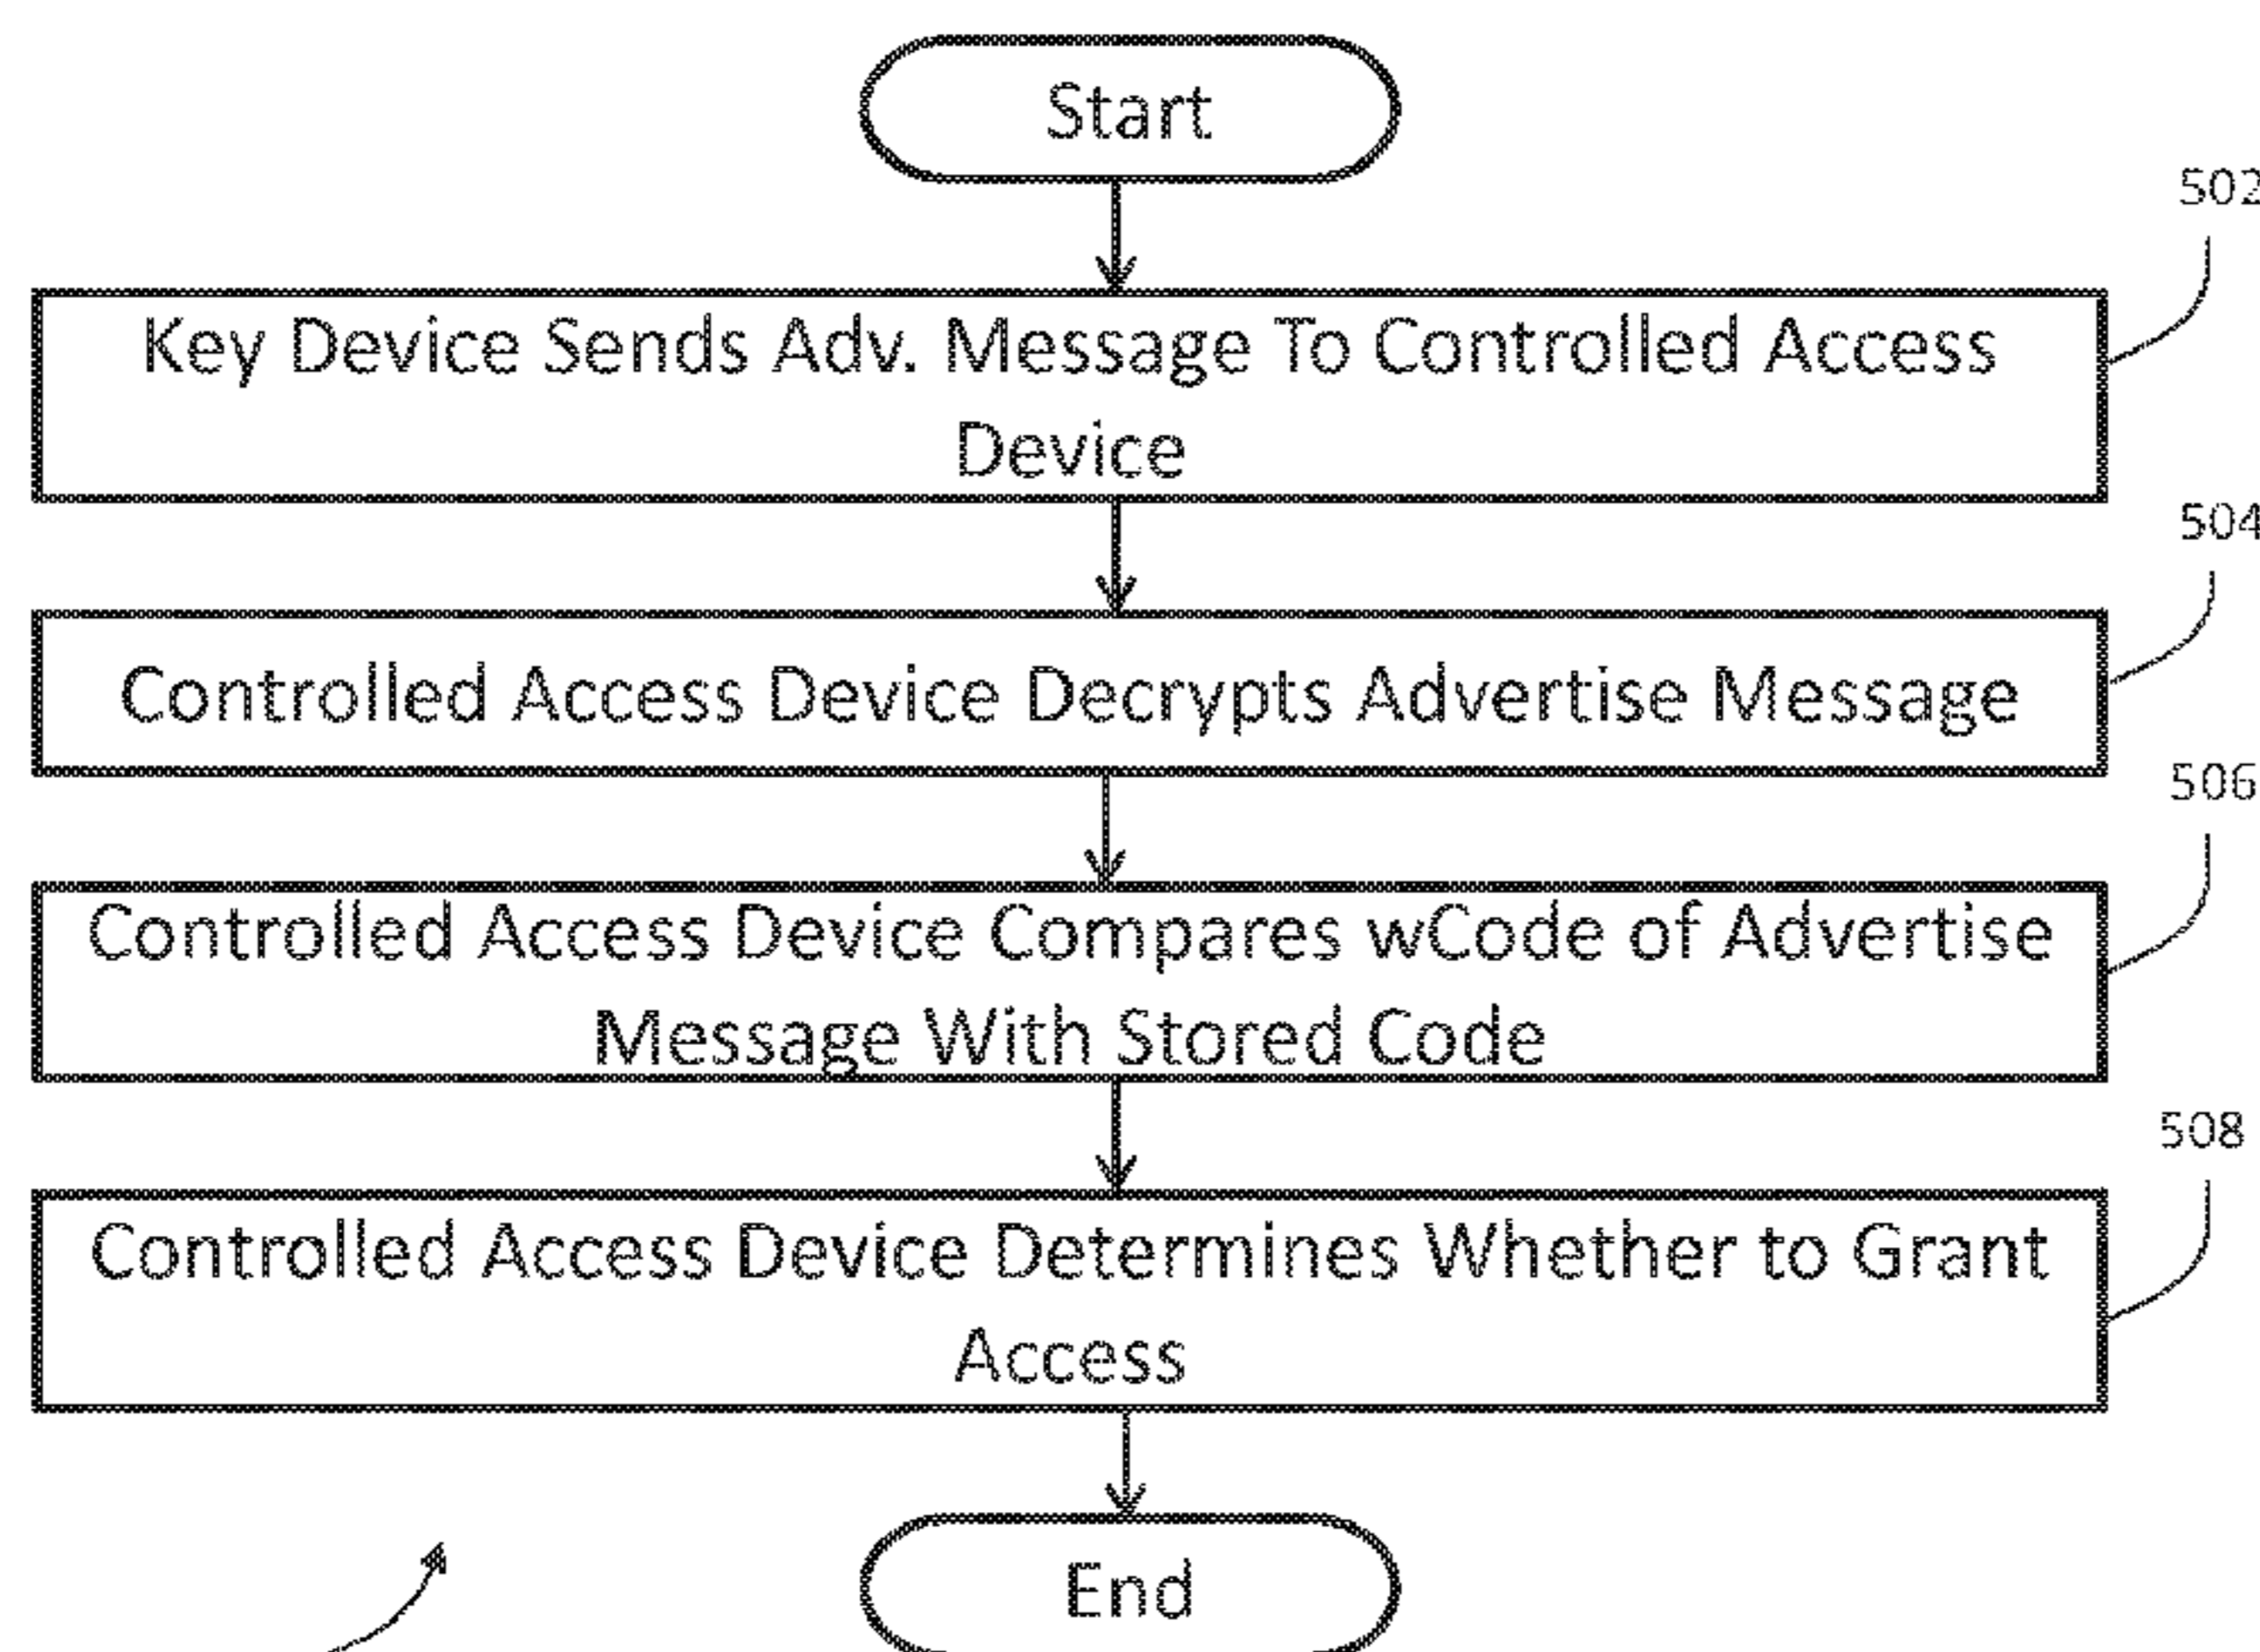 Start
502
Key Device Sends Adv. Message To Controlled Access
Device
504
Controlled Access Device Decrypts Advertise Message
506
Controlled Access Device Compares wCode of Advertise
Message With Stored Code
508
Controlled Access Device Determines Whether to Grant
Access
End